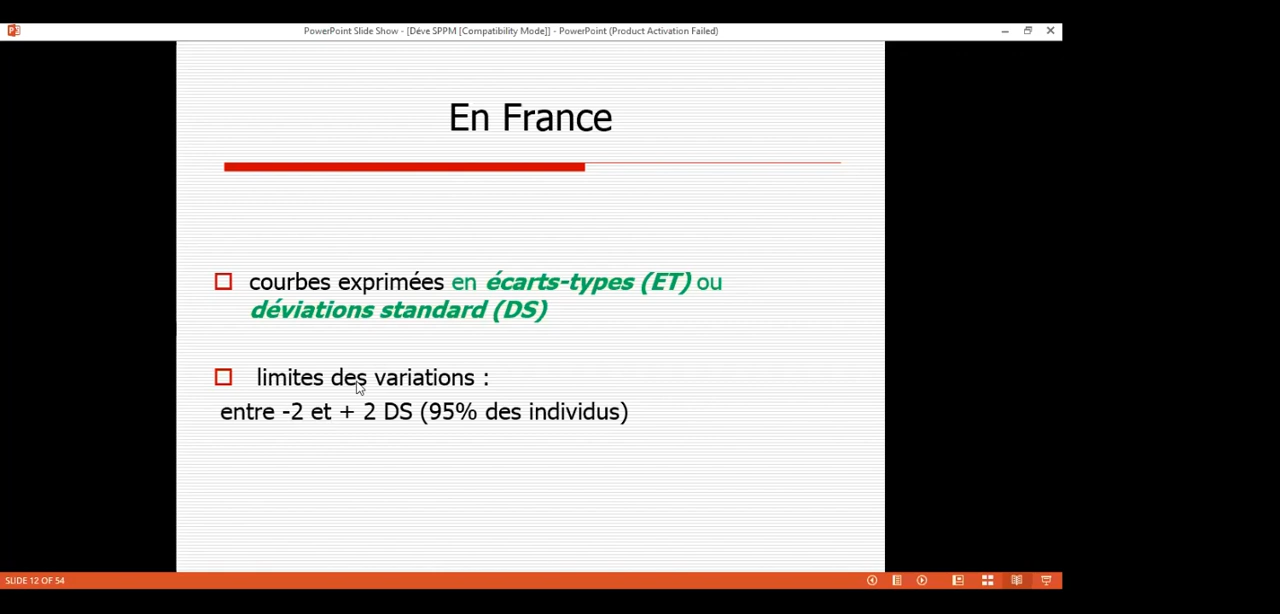 PowerPoint Slide Show - [Déve SPPM [Compatibility Mode]] - PowerPoint (Product Activation Failed)
En France
courbes exprimées en écarts-types (ET) ou
déviations standard (DS)
limites des variations :
entre -2 et + 2 DS (95% des individus)
SLIDE 12 OF 54